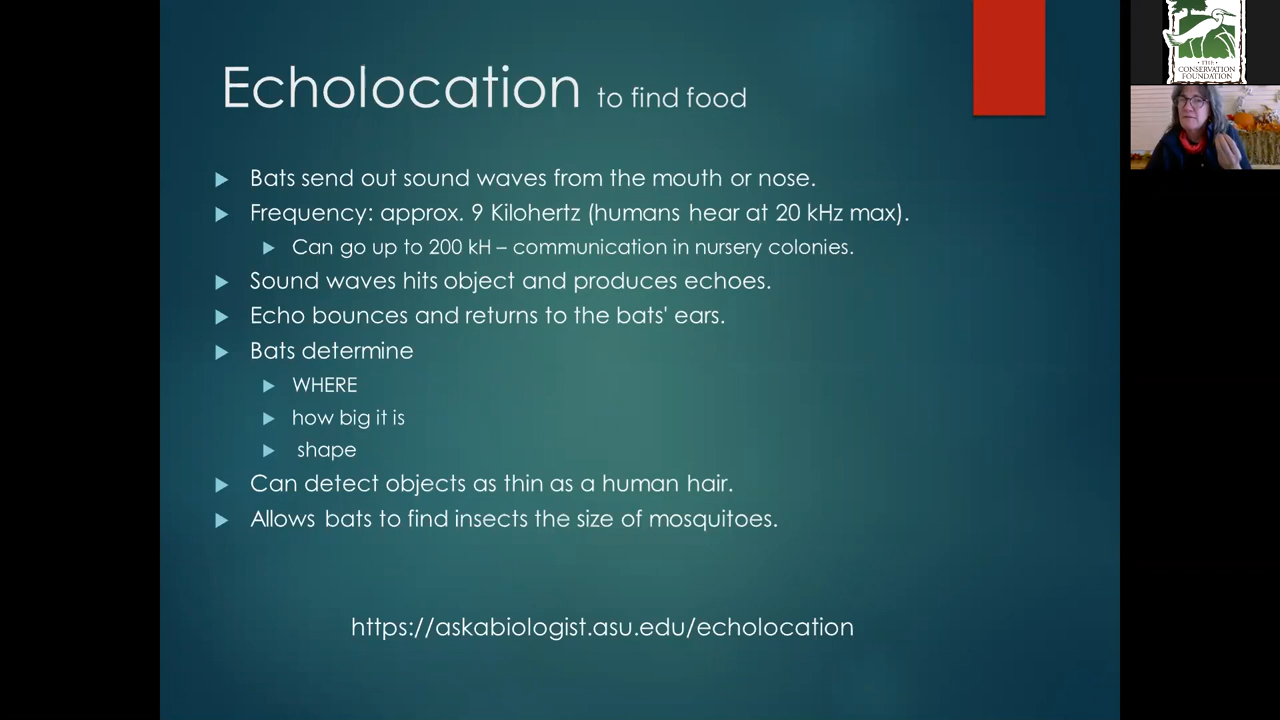 Echolocation to find food
Bats send out sound waves from the mouth or nose.
Frequency: approx. 9 Kilohertz (humans hear at 20 kHz max).
Can go up to 200 kH – communication in nursery colonies.
Sound waves hits object and produces echoes.
Echo bounces and returns to the bats' ears.
Bats determine
WHERE
how big it is
shape
Can detect objects as thin as a human hair.
Allows bats to find insects the size of mosquitoes.
https://askabiologist.asu.edu/echolocation
• THE •
CONSERVATION
FOUNDATION